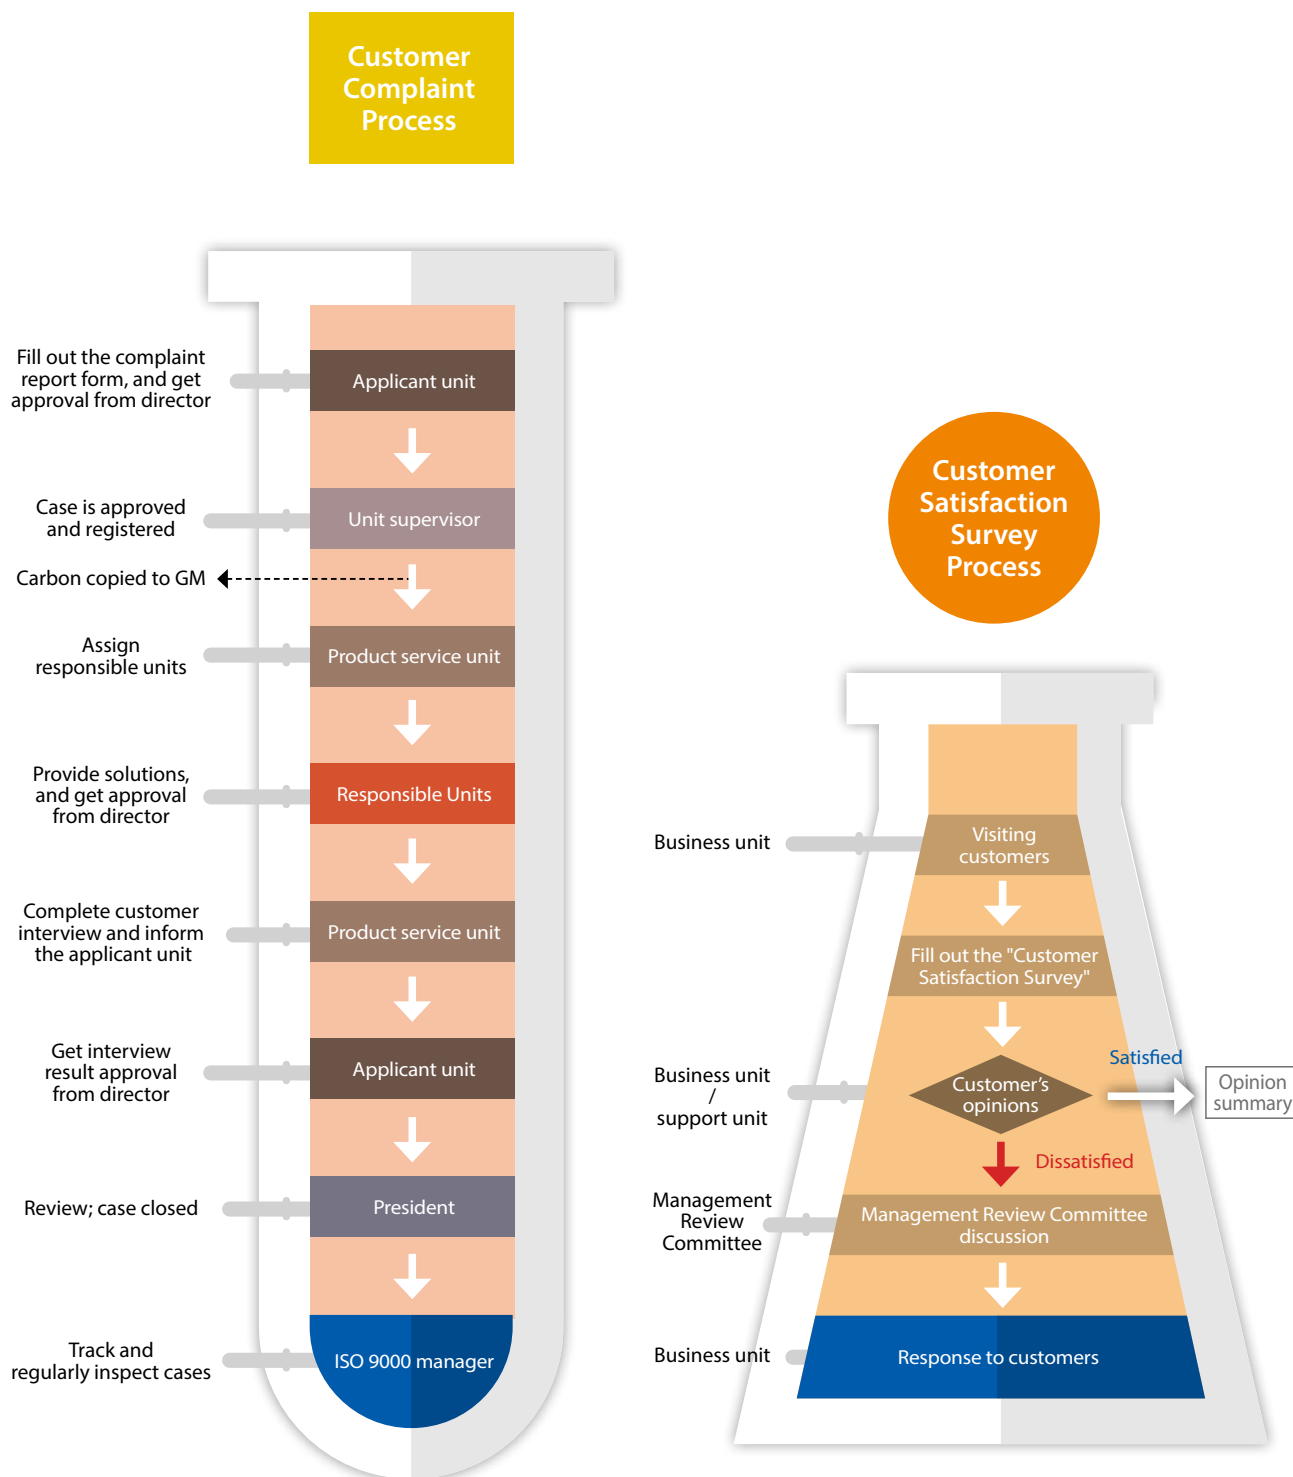 Customer
Complaint
Process
Fill out the complaint
report form, and get
approval from director
Applicant unit
Case is approved
and registered
Unit supervisor
Carbon copied to GM
Assign
responsible units
Product service unit
Provide solutions,
and get approval
from director
Responsible Units
Complete customer
interview and inform
the applicant unit
Product service unit
Get interview
result approval
from director
Applicant unit
Review; case closed
President
Track and
regularly inspect cases
ISO 9000 manager
Customer
Satisfaction
Survey
Process
Business unit
Visiting
customers
Fill out the "Customer
Satisfaction Survey"
Business unit
/
support unit
Customer's
opinions
Satisfied
Opinion
summary
Dissatisfied
Management
Review
Committee
Management Review Committee
discussion
Business unit
Response to customers